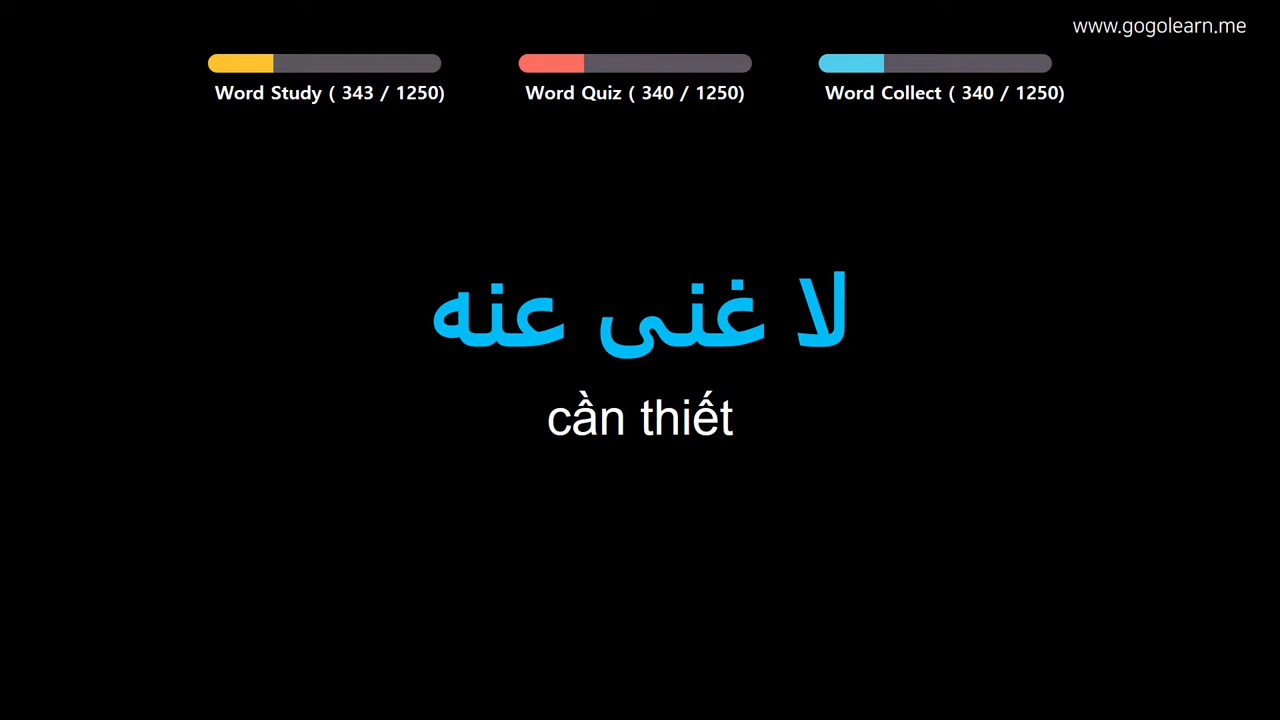 www.gogolearn.me
Word Study ( 343 / 1250)
Word Quiz ( 340 / 1250)
Word Collect ( 340 / 1250)
لا غنى عنه
cần thiết